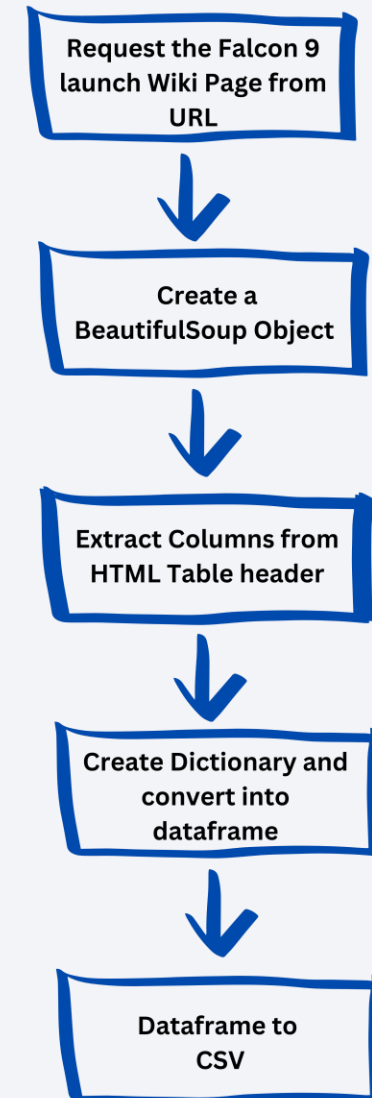 Request the Falcon 9
launch Wiki Page from
URL
Create a
BeautifulSoup Object
Extract Columns from
HTML Table header
Create Dictionary and
convert into
dataframe
Dataframe to
CSV